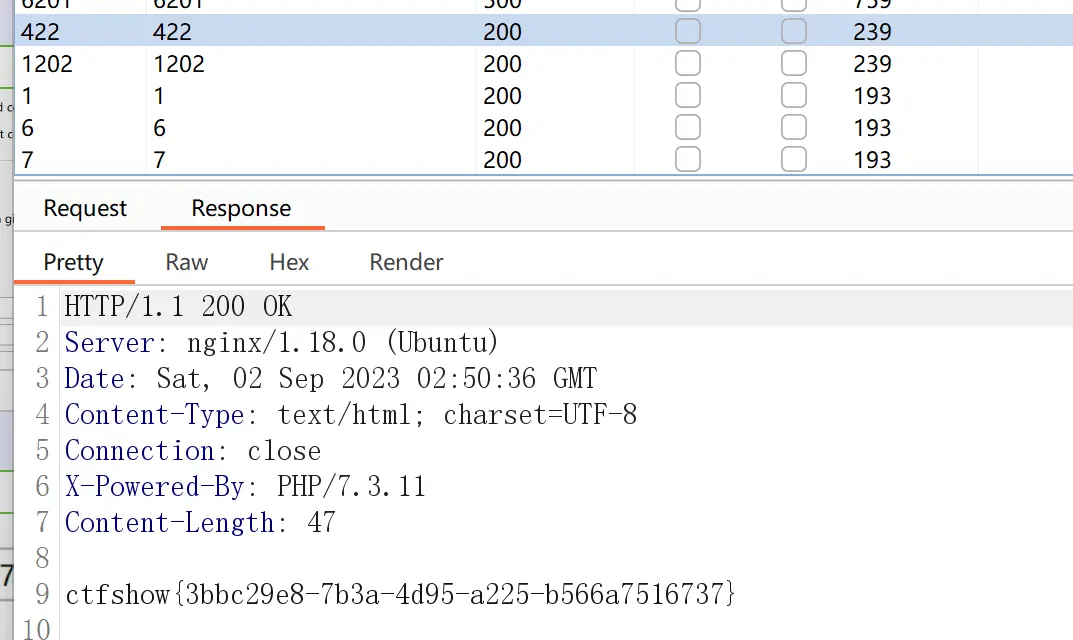 6201 6201 500 759
422 422 200 239
1202 1202 200 239
1 1 200 193
6 6 200 193
7 7 200 193
Request Response
Pretty Raw Hex Render
1 HTTP/1.1 200 OK
2 Server: nginx/1.18.0 (Ubuntu)
3 Date: Sat, 02 Sep 2023 02:50:36 GMT
4 Content-Type: text/html; charset=UTF-8
5 Connection: close
6 X-Powered-By: PHP/7.3.11
7 Content-Length: 47
8
9 ctfshow{3bbc29e8-7b3a-4d95-a225-b566a7516737}
10